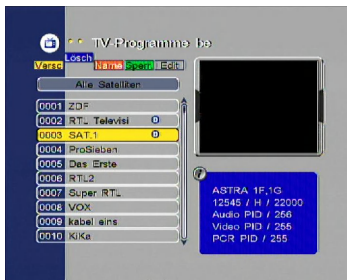 TV-Programme be
Lösch
Versc Name Sperr Edit
Alle Satelliten
0001 ZDF
0002 RTL Televisi
0003 SAT.1
0004 ProSieben
0005 Das Erste
0006 RTL2
0007 Super RTL
0008 VOX
0009 kabel eins
0010 KiKa
ASTRA 1F,1G
12545 / H / 22000
Audio PID / 256
Video PID / 255
PCR PID / 255